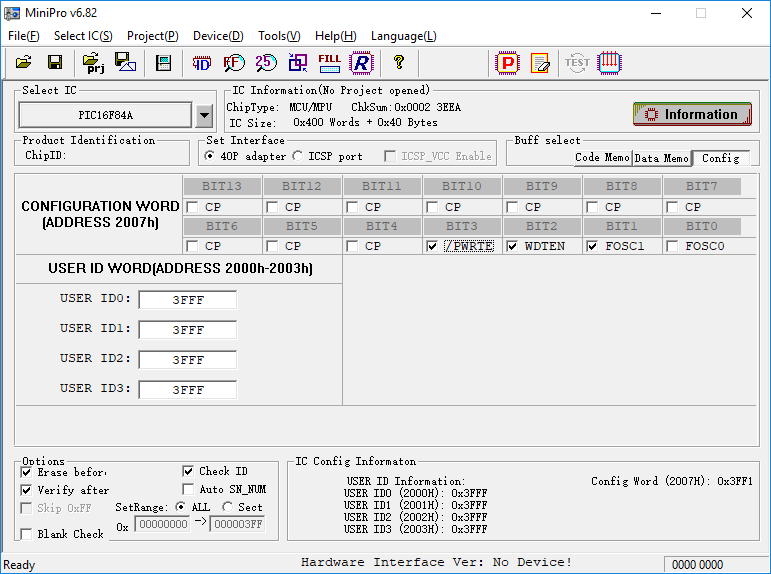 MiniPro v6.82
File(F) Select IC(S) Project(P) Device(D) Tools(V) Help(H) Language(L)
prj ID F 25 FILL R ? P TEST
Select IC
PIC16F84A
IC Information(No Project opened)
ChipType: MCU/MPU ChkSum:0x0002 3EEA
IC Size: 0x400 Words + 0x40 Bytes
Information
Product Identification
ChipID:
Set Interface
40P adapter ICSP port ICSP_VCC Enable
Buff select
Code Memo Data Memo Config
CONFIGURATION WORD
(ADDRESS 2007h)
BIT13 BIT12 BIT11 BIT10 BIT9 BIT8 BIT7
CP CP CP CP CP CP CP
BIT6 BIT5 BIT4 BIT3 BIT2 BIT1 BIT0
CP CP CP /PWRTE WDTEN FOSC1 FOSC0
USER ID WORD(ADDRESS 2000h-2003h)
USER ID0: 3FFF
USER ID1: 3FFF
USER ID2: 3FFF
USER ID3: 3FFF
Options
Erase befor Check ID
Verify after Auto SN_NUM
Skip 0xFF SetRange: ALL Sect
0x 00000000 -> 000003FF
Blank Check
IC Config Informaton
USER ID Information: Config Word (2007H): 0x3FF1
USER ID0 (2000H): 0x3FFF
USER ID1 (2001H): 0x3FFF
USER ID2 (2002H): 0x3FFF
USER ID3 (2003H): 0x3FFF
Ready Hardware Interface Ver: No Device! 0000 0000